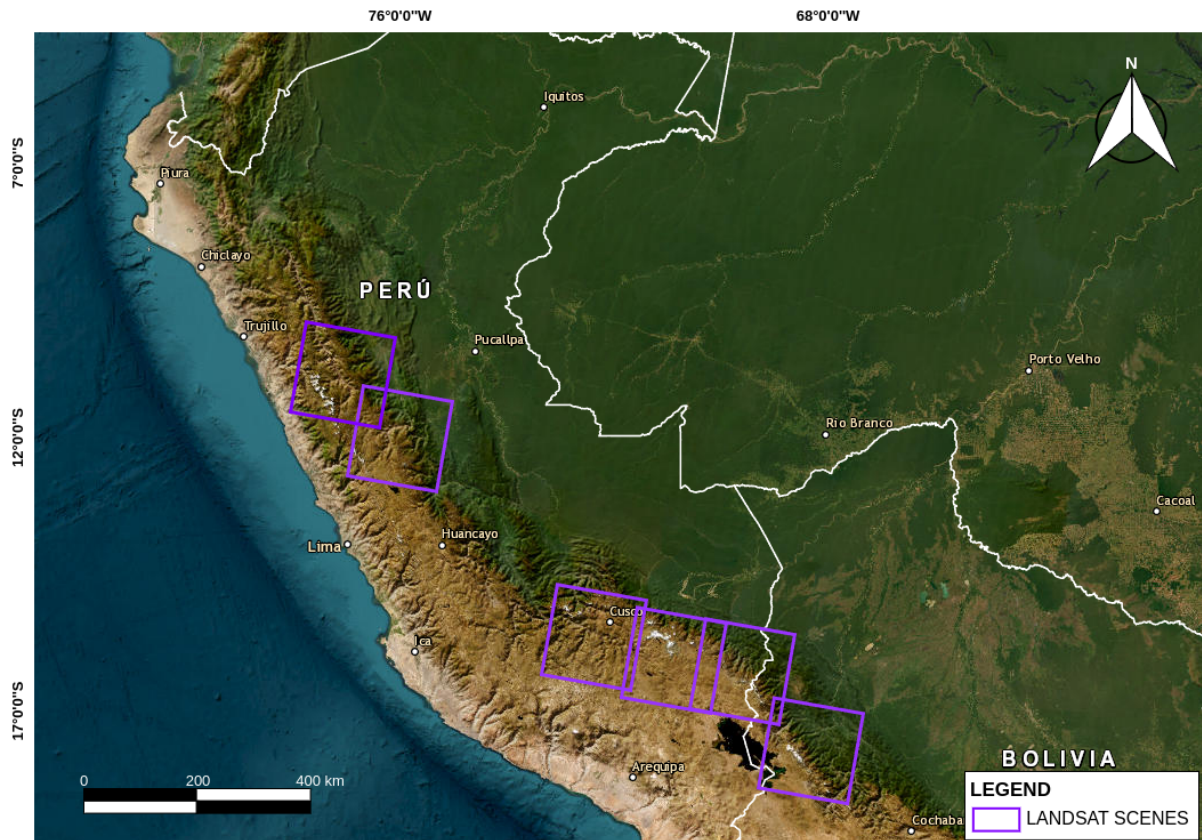 76°0'0"W
68°0'0"W
N
Iquitos
7°0'0"S
Piura
Chiclayo
PERÚ
Trujillo
Pucallpa
Porto Velho
12°0'0"S
Rio Branco
Cacoal
Huancayo
Lima
Cusco
Ica
17°0'0"S
BOLIVIA
Arequipa
0 200 400 km
LEGEND
LANDSAT SCENES
Cochaba